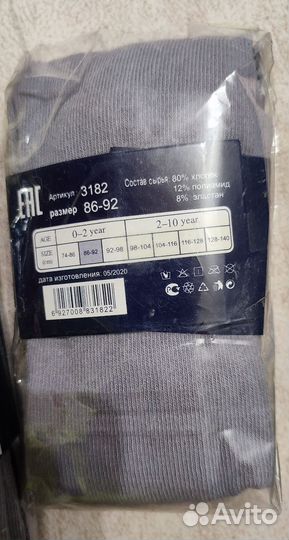 EAC
Артикул: 3182
размер 86-92
Состав сырья: 80% хлопок
12% полиамид
8% эластан
AGE 0-2 year 2-10 year
SIZE (cm) 74-86 86-92 92-98 98-104 104-116 116-128 128-140
дата изготовления: 05/2020
6 927008 831822
Avito